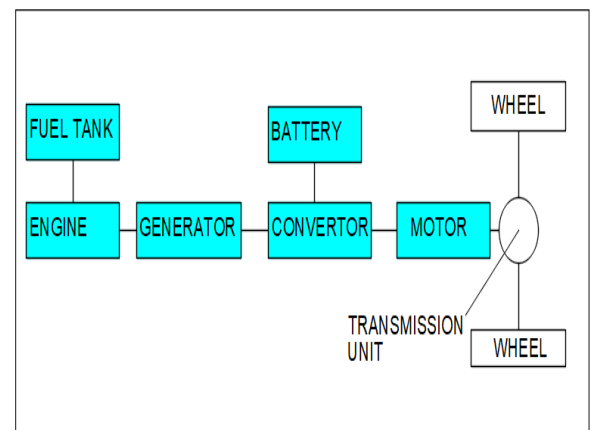 WHEEL
FUEL TANK
BATTERY
ENGINE
GENERATOR
CONVERTOR
MOTOR
TRANSMISSION
UNIT
WHEEL